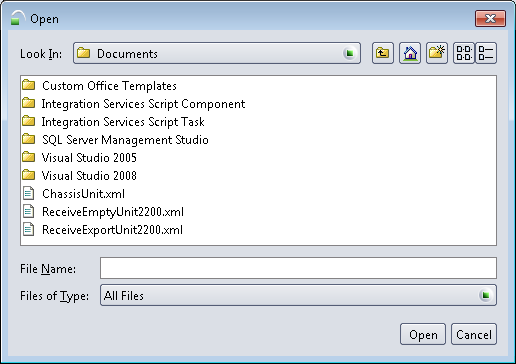 Open
Look In: Documents
Custom Office Templates
Integration Services Script Component
Integration Services Script Task
SQL Server Management Studio
Visual Studio 2005
Visual Studio 2008
ChassisUnit.xml
ReceiveEmptyUnit2200.xml
ReceiveExportUnit2200.xml
File Name:
Files of Type: All Files
Open Cancel